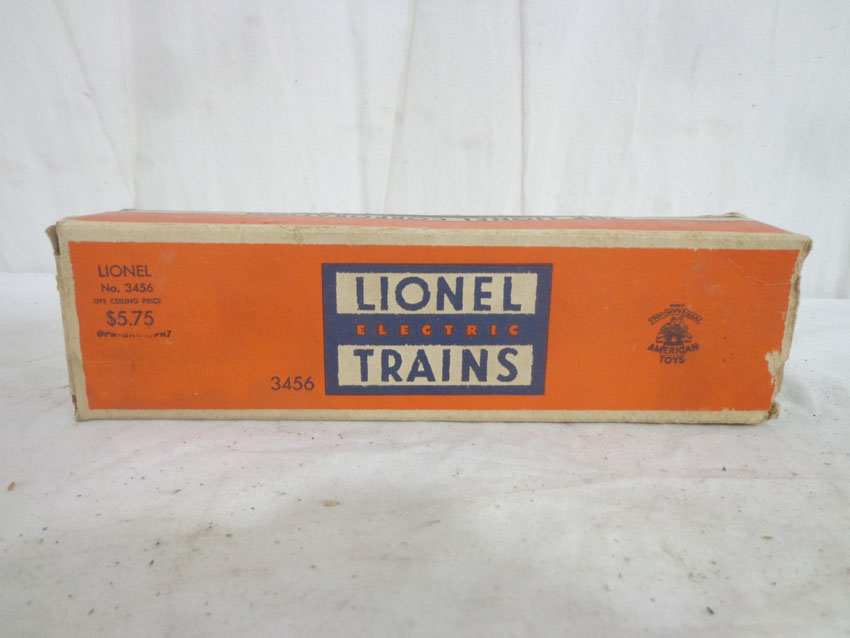 LIONEL
No. 3456
OPS CEILING PRICE
$5.75
3456
LIONEL
ELECTRIC
TRAINS
AMERICAN
TOYS